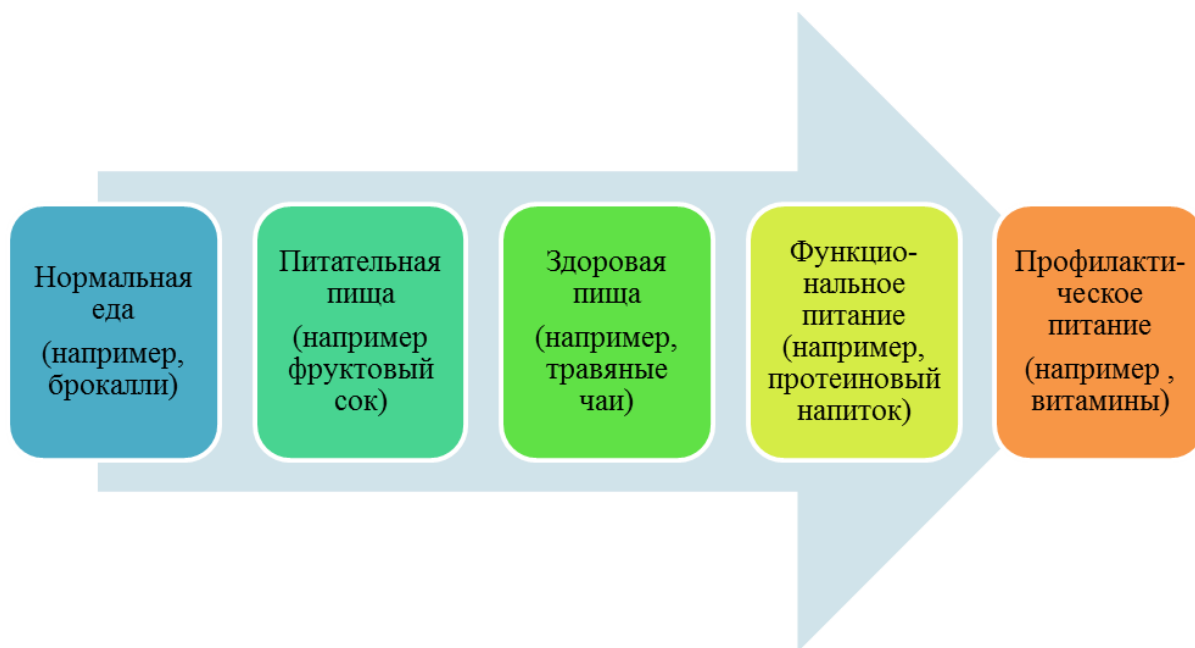 Нормальная
еда
(например,
брокалли)
Питательная
пища
(например
фруктовый
сок)
Здоровая
пища
(например,
травяные
чаи)
Функцио-
нальное
питание
(например,
протеиновый
напиток)
Профилакти-
ческое
питание
(например ,
витамины)